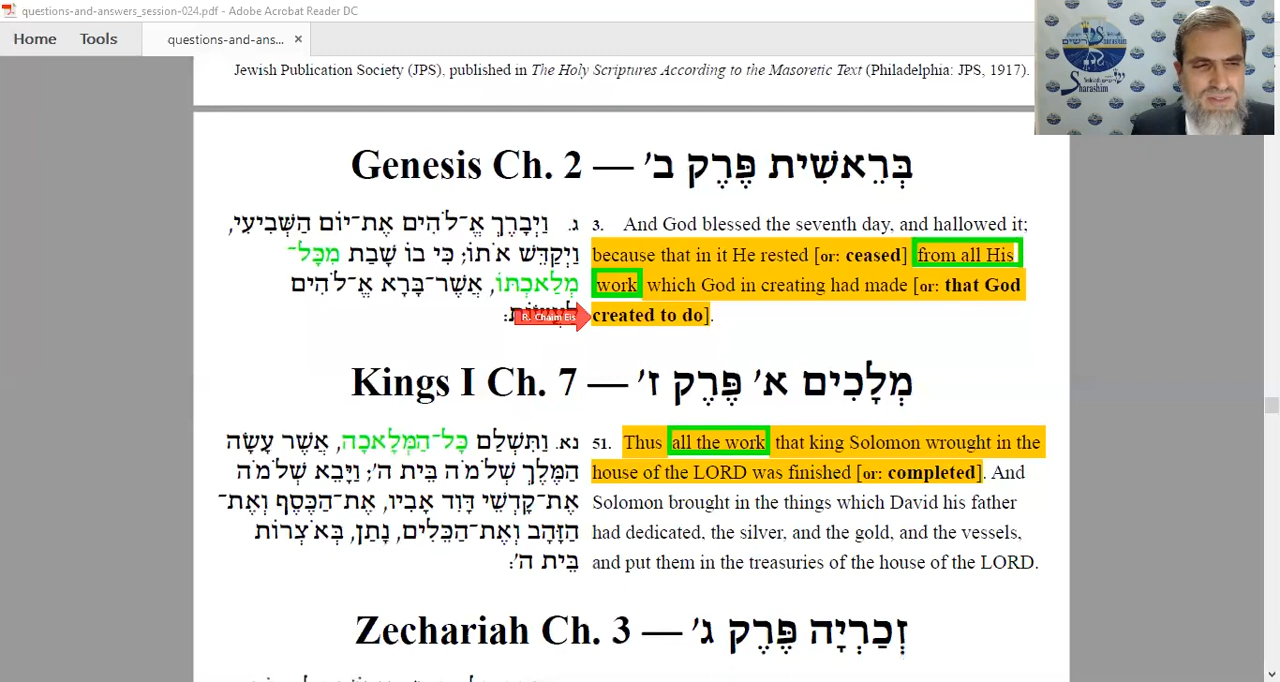 questions-and-answers_session-024.pdf - Adobe Acrobat Reader DC
Home Tools questions-and-ans... ×
Jewish Publication Society (JPS), published in The Holy Scriptures According to the Masoretic Text (Philadelphia: JPS, 1917).
Genesis Ch. 2 — בְּרֵאשִׁית פֶּרֶק ב׳
3. And God blessed the seventh day, and hallowed it;
because that in it He rested [or: ceased] from all His
work which God in creating had made [or: that God
created to do].
ג. וַיְבָרֶךְ אֱ־לֹהִים אֶת־יוֹם הַשְּׁבִיעִי,
וַיְקַדֵּשׁ אֹתוֹ; כִּי בוֹ שָׁבַת מִכָּל־
מְלַאכְתּוֹ, אֲשֶׁר־בָּרָא אֱ־לֹהִים
R. Chaim Eis
Kings I Ch. 7 — מְלָכִים א׳ פֶּרֶק ז׳
51. Thus all the work that king Solomon wrought in the
house of the LORD was finished [or: completed]. And
Solomon brought in the things which David his father
had dedicated, the silver, and the gold, and the vessels,
and put them in the treasuries of the house of the LORD.
נא. וַתִּשְׁלַם כָּל־הַמְּלָאכָה, אֲשֶׁר עָשָׂה
הַמֶּלֶךְ שְׁלֹמֹה בֵּית ה׳; וַיָּבֵא שְׁלֹמֹה
אֶת־קָדְשֵׁי דָּוִד אָבִיו, אֶת־הַכֶּסֶף וְאֶת־
הַזָּהָב וְאֶת־הַכֵּלִים, נָתַן, בְּאֹצְרוֹת
בֵּית ה׳:
Zechariah Ch. 3 — זְכַרְיָה פֶּרֶק ג׳
שרשים
Sharashim